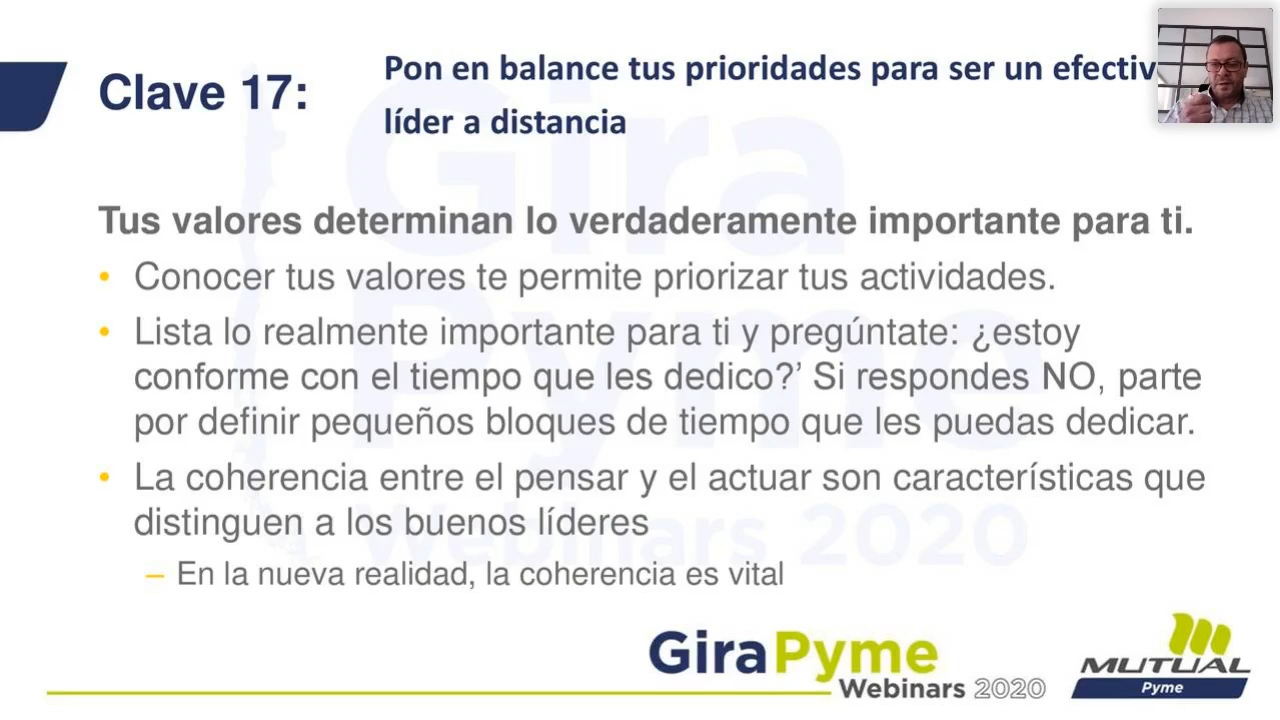 Clave 17:
Pon en balance tus prioridades para ser un efectiv
líder a distancia
Tus valores determinan lo verdaderamente importante para ti.
• Conocer tus valores te permite priorizar tus actividades.
• Lista lo realmente importante para ti y pregúntate: ¿estoy
conforme con el tiempo que les dedico?’ Si respondes NO, parte
por definir pequeños bloques de tiempo que les puedas dedicar.
• La coherencia entre el pensar y el actuar son características que
distinguen a los buenos líderes
– En la nueva realidad, la coherencia es vital
Gira
Pyme
Webinars 2020
GiraPyme
Webinars 2020
MUTUAL
Pyme